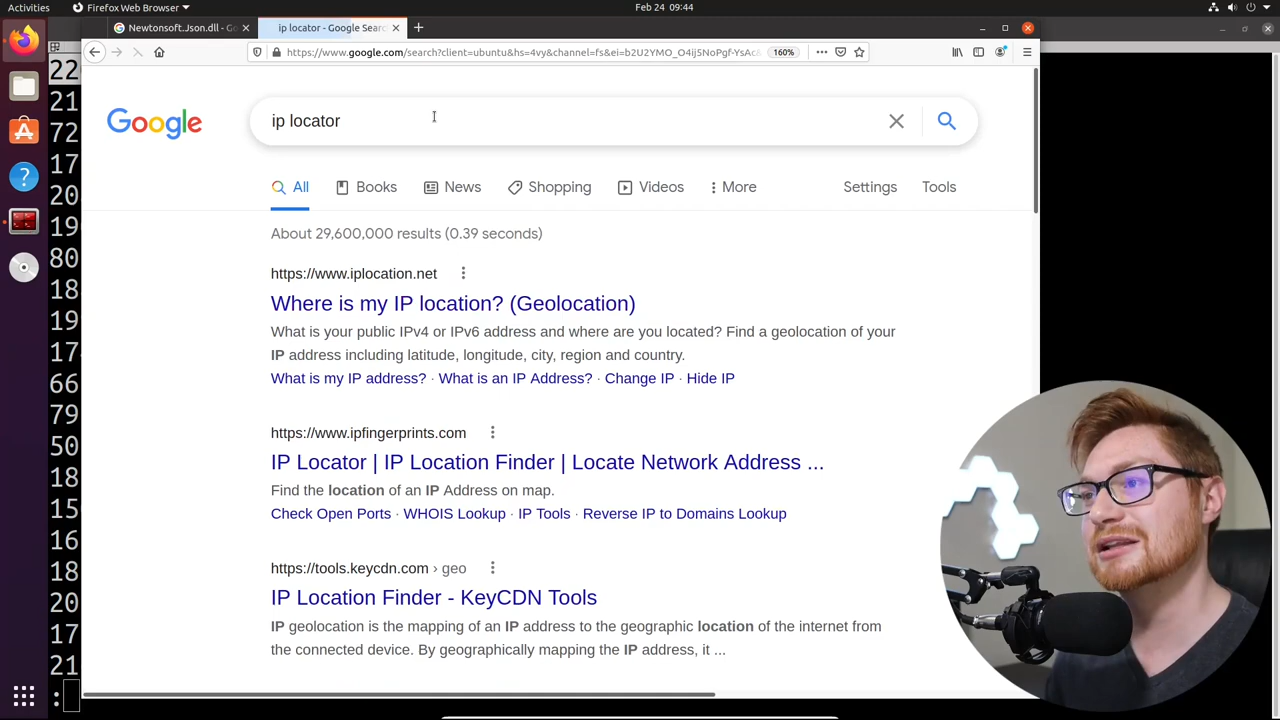 Activities
Firefox Web Browser
Feb 24 09:44
Newtonsoft.Json.dll - Go
ip locator - Google Sear
https://www.google.com/search?client=ubuntu&hs=4vy&channel=fs&ei=b2U2YMO_O4ij5NoPgf-YsAc&
160%
Google
ip locator
All
Books
News
Shopping
Videos
More
Settings
Tools
About 29,600,000 results (0.39 seconds)
https://www.iplocation.net
Where is my IP location? (Geolocation)
What is your public IPv4 or IPv6 address and where are you located? Find a geolocation of your
IP address including latitude, longitude, city, region and country.
What is my IP address? · What is an IP Address? · Change IP · Hide IP
https://www.ipfingerprints.com
IP Locator | IP Location Finder | Locate Network Address ...
Find the location of an IP Address on map.
Check Open Ports · WHOIS Lookup · IP Tools · Reverse IP to Domains Lookup
https://tools.keycdn.com › geo
IP Location Finder - KeyCDN Tools
IP geolocation is the mapping of an IP address to the geographic location of the internet from
the connected device. By geographically mapping the IP address, it ...
22
21
72
17
20
19
80
18
19
17
66
79
50
18
15
16
18
20
17
21
: